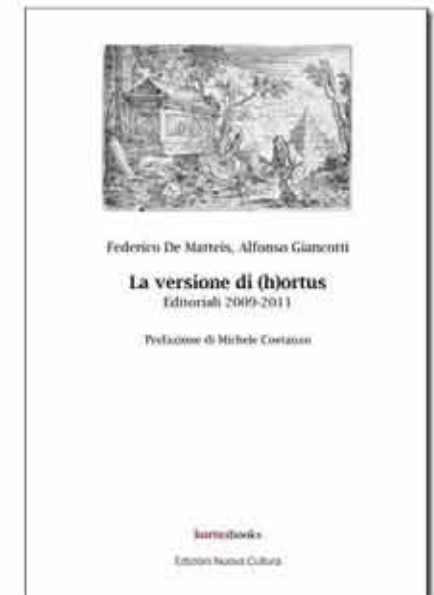 Federico De Matteis, Alfonso Giancotti
La versione di (h)ortus
Editoriali 2009-2011
Prefazione di Michele Costanzo
hortusbooks
Edizioni Nuova Cultura